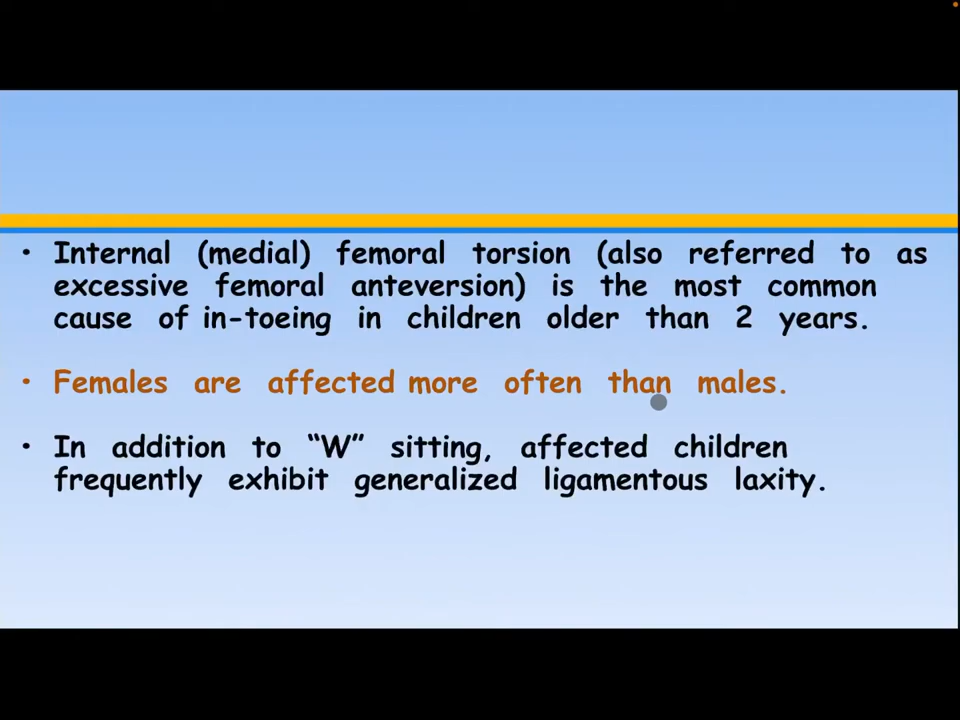 • Internal (medial) femoral torsion (also referred to as
excessive femoral anteversion) is the most common
cause of in-toeing in children older than 2 years.
• Females are affected more often than males.
• In addition to “W” sitting, affected children
frequently exhibit generalized ligamentous laxity.